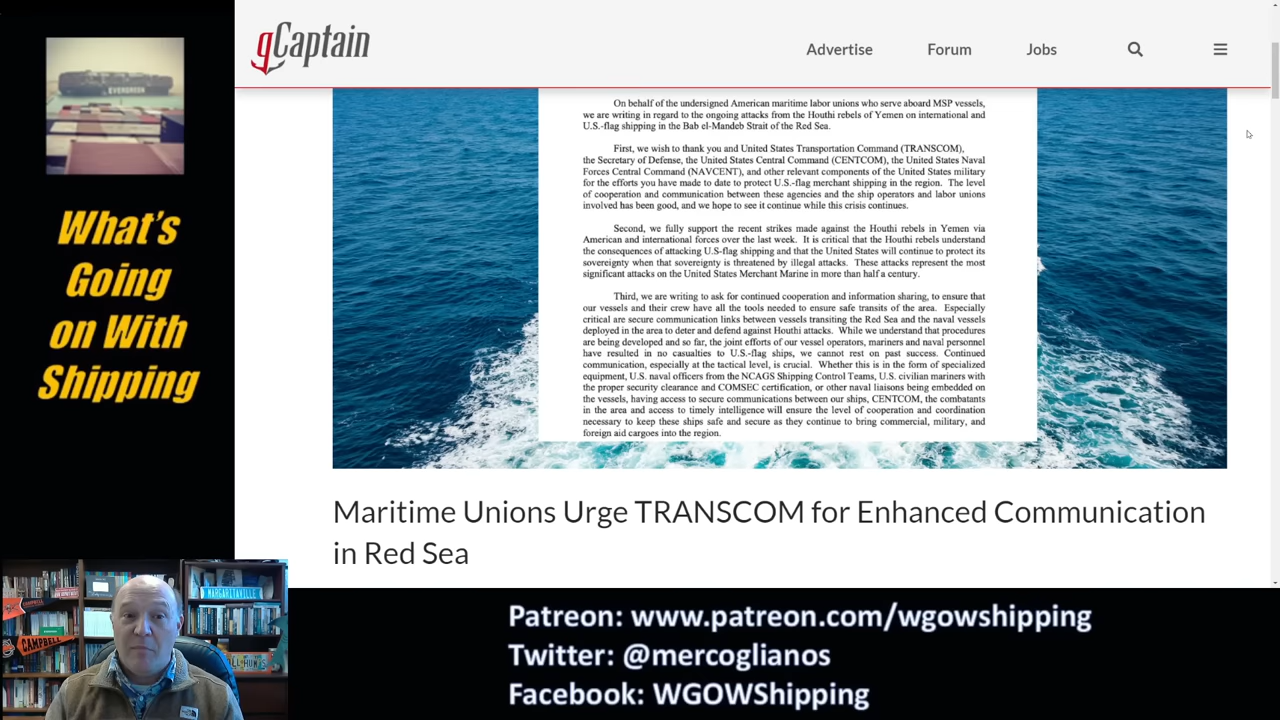 gCaptain
Advertise
Forum
Jobs
EVERGREEN
What's
Going
on With
Shipping
On behalf of the undersigned American maritime labor unions who serve aboard MSP vessels,
we are writing in regard to the ongoing attacks from the Houthi rebels of Yemen on international and
U.S.-flag shipping in the Bab el-Mandeb Strait of the Red Sea.
First, we wish to thank you and United States Transportation Command (TRANSCOM),
the Secretary of Defense, the United States Central Command (CENTCOM), the United States Naval
Forces Central Command (NAVCENT), and other relevant components of the United States military
for the efforts you have made to date to protect U.S.-flag merchant shipping in the region. The level
of cooperation and communication between these agencies and the ship operators and labor unions
involved has been good, and we hope to see it continue while this crisis continues.
Second, we fully support the recent strikes made against the Houthi rebels in Yemen via
American and international forces over the last week. It is critical that the Houthi rebels understand
the consequences of attacking U.S-flag shipping and that the United States will continue to protect its
sovereignty when that sovereignty is threatened by illegal attacks. These attacks represent the most
significant attacks on the United States Merchant Marine in more than half a century.
Third, we are writing to ask for continued cooperation and information sharing, to ensure that
our vessels and their crew have all the tools needed to ensure safe transits of the area. Especially
critical are secure communication links between vessels transiting the Red Sea and the naval vessels
deployed in the area to deter and defend against Houthi attacks. While we understand that procedures
are being developed and so far, the joint efforts of our vessel operators, mariners and naval personnel
have resulted in no casualties to U.S.-flag ships, we cannot rest on past success. Continued
communication, especially at the tactical level, is crucial. Whether this is in the form of specialized
equipment, U.S. naval officers from the NCAGS Shipping Control Teams, U.S. civilian mariners with
the proper security clearance and COMSEC certification, or other naval liaisons being embedded on
the vessels, having access to secure communications between our ships, CENTCOM, the combatants
in the area and access to timely intelligence will ensure the level of cooperation and coordination
necessary to keep these ships safe and secure as they continue to bring commercial, military, and
foreign aid cargoes into the region.
Maritime Unions Urge TRANSCOM for Enhanced Communication
in Red Sea
MARGARITAVILLE
CAMPBELL
Patreon: www.patreon.com/wgowshipping
Twitter: @mercoglianos
Facebook: WGOWShipping